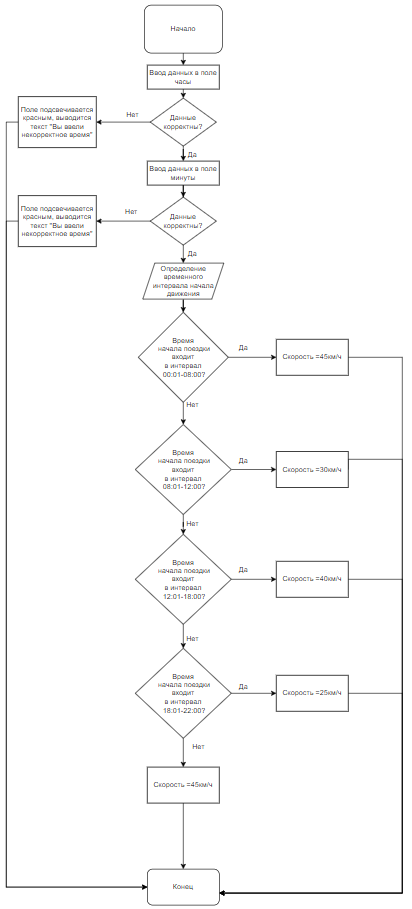 Начало
Ввод данных в поле
часы
Поле подсвечивается
красным, выводится
текст "Вы ввели
некорректное время"
Нет
Данные
корректны?
Да
Ввод данных в поле
минуты
Поле подсвечивается
красным, выводится
текст "Вы ввели
некорректное время"
Нет
Данные
корректны?
Да
Определение
временного
интервала начала
движения
Время
начала поездки
входит
в интервал
00:01-08:00?
Да
Скорость =45км/ч
Нет
Время
начала поездки
входит
в интервал
08:01-12:00?
Да
Скорость =30км/ч
Нет
Время
начала поездки
входит
в интервал
12:01-18:00?
Да
Скорость =40км/ч
Нет
Время
начала поездки
входит
в интервал
18:01-22:00?
Да
Скорость =25км/ч
Нет
Скорость =45км/ч
Конец